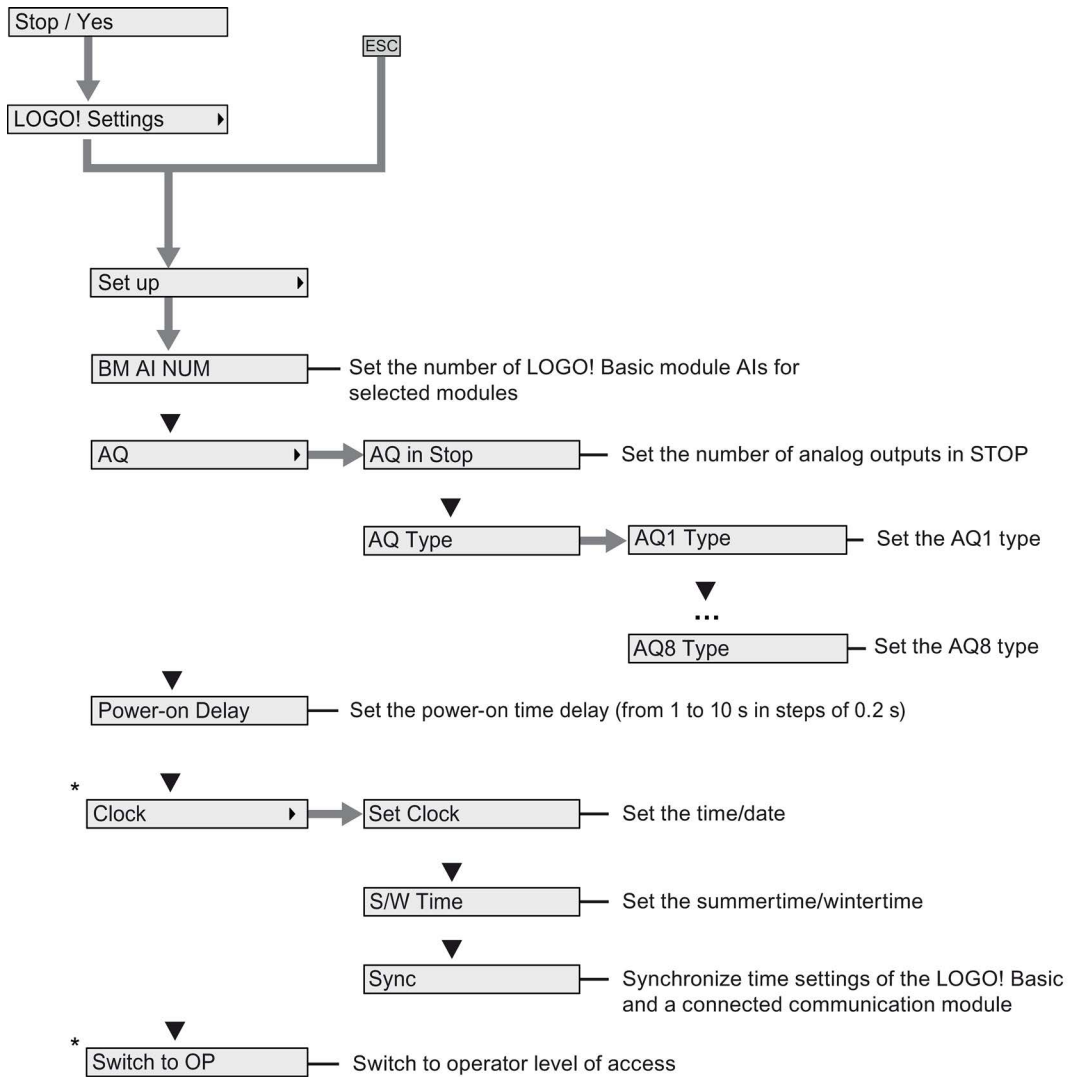 Stop / Yes
ESC
LOGO! Settings
Set up
BM AI NUM
Set the number of LOGO! Basic module AIs for
selected modules
AQ
AQ in Stop
Set the number of analog outputs in STOP
AQ Type
AQ1 Type
Set the AQ1 type
...
AQ8 Type
Set the AQ8 type
Power-on Delay
Set the power-on time delay (from 1 to 10 s in steps of 0.2 s)
*
Clock
Set Clock
Set the time/date
S/W Time
Set the summertime/wintertime
Sync
Synchronize time settings of the LOGO! Basic
and a connected communication module
*
Switch to OP
Switch to operator level of access